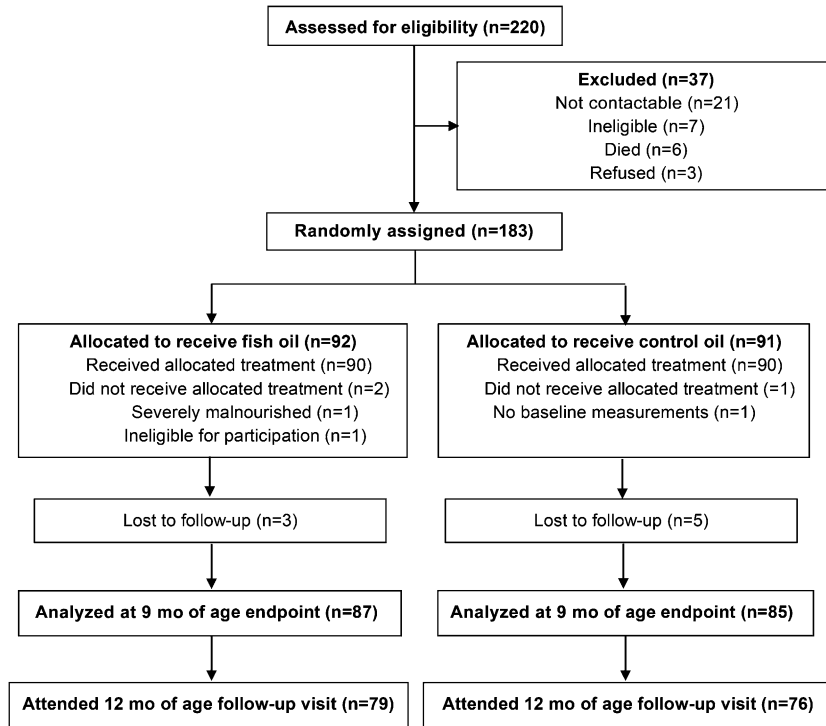 Assessed for eligibility (n=220)
Excluded (n=37)
Not contactable (n=21)
Ineligible (n=7)
Died (n=6)
Refused (n=3)
Randomly assigned (n=183)
Allocated to receive fish oil (n=92)
Received allocated treatment (n=90)
Did not receive allocated treatment (n=2)
Severely malnourished (n=1)
Ineligible for participation (n=1)
Allocated to receive control oil (n=91)
Received allocated treatment (n=90)
Did not receive allocated treatment (=1)
No baseline measurements (n=1)
Lost to follow-up (n=3)
Lost to follow-up (n=5)
Analyzed at 9 mo of age endpoint (n=87)
Analyzed at 9 mo of age endpoint (n=85)
Attended 12 mo of age follow-up visit (n=79)
Attended 12 mo of age follow-up visit (n=76)